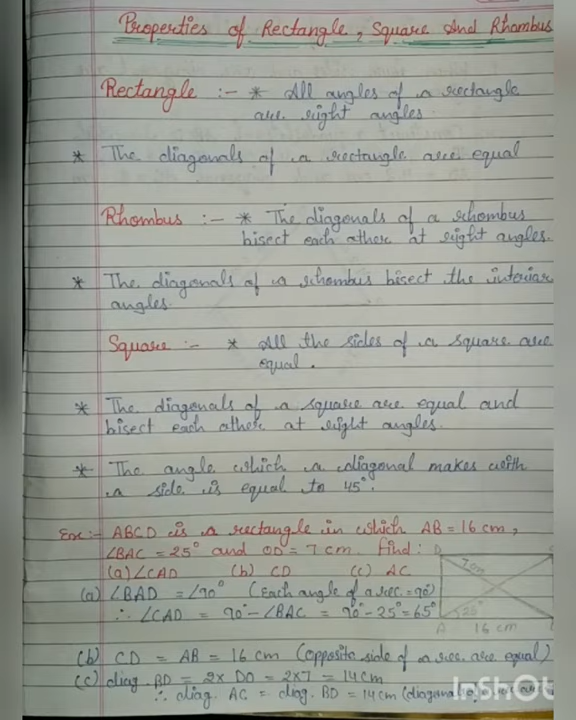 Properties of Rectangle, Square And Rhombus
Rectangle :- * All angles of a rectangle
are right angles
* The diagonals of a rectangle are equal
Rhombus :- * The diagonals of a rhombus
bisect each other at right angles.
* The diagonals of a rhombus bisect the interior
angles.
Square :- * All the sides of a square are
equal.
* The diagonals of a square are equal and
bisect each other at right angles.
* The angle which a diagonal makes with
a side is equal to 45°.
Ex:- ABCD is a rectangle in which AB = 16 cm,
∠BAC = 25° and OD = 7 cm. Find:
(a) ∠CAD (b) CD (c) AC
D
7cm
25°
A
16 cm
(a) ∠BAD = ∠90° (Each angle of a rec. = 90°)
∴ ∠CAD = 90° - ∠BAC = 90° - 25° = 65°
(b) CD = AB = 16 cm (opposite side of a rec. are equal)
(c) diag. BD = 2 x DO = 2x7 = 14cm
∴ diag. AC = diag. BD = 14 cm (diagonal
InShOt